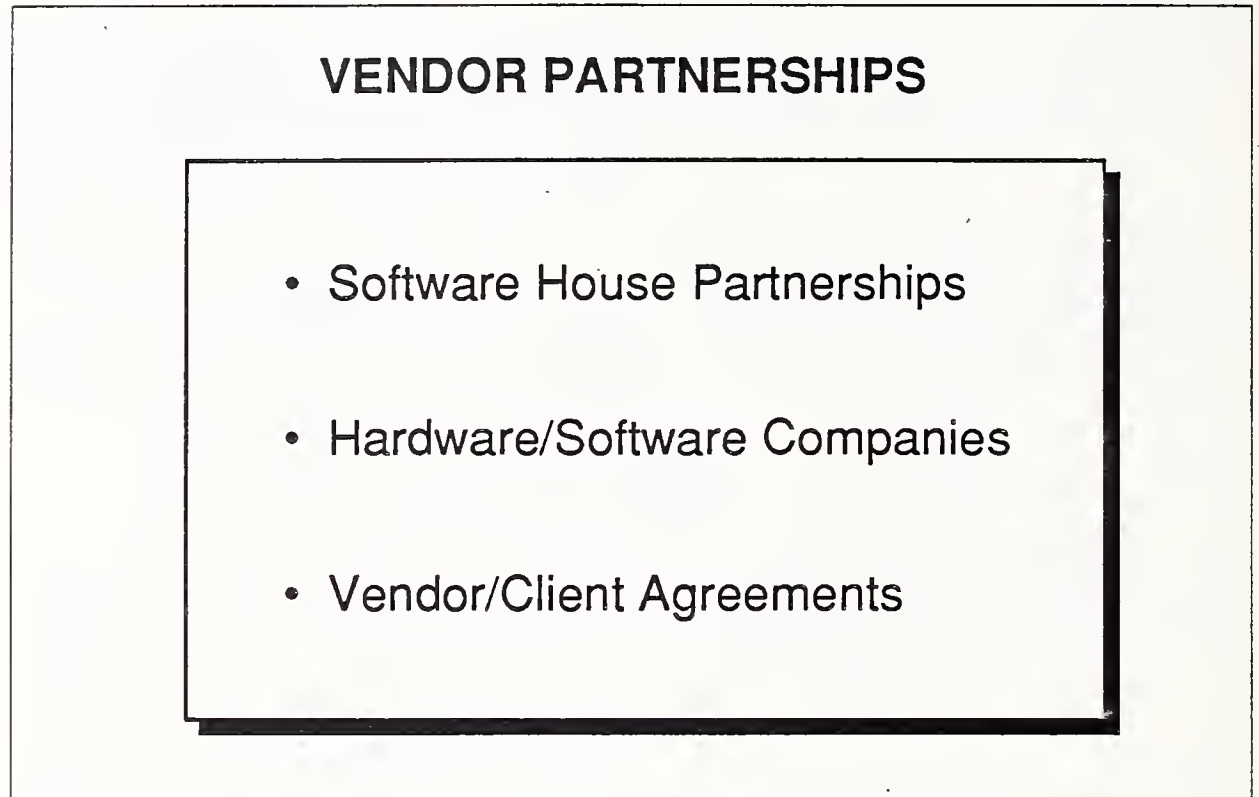 VENDOR PARTNERSHIPS
• Software House Partnerships
• Hardware/Software Companies
• Vendor/Client Agreements